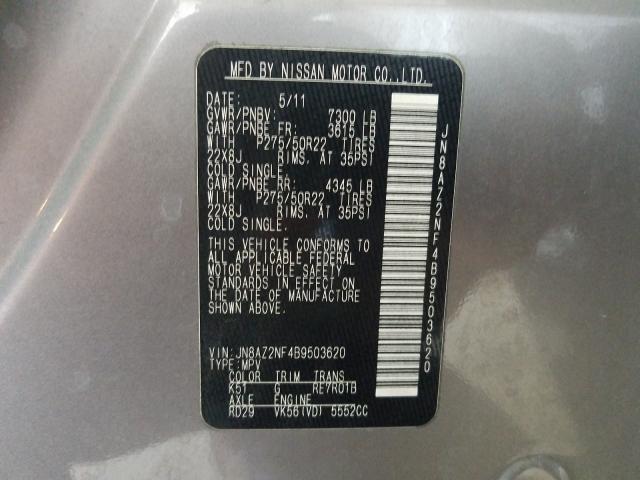 MFD BY NISSAN MOTOR CO.,LTD.
DATE: 5/11
GVWR/PNBV: 7300 LB
GAWR/PNBE FR: 3615 LB
WITH P275/50R22 TIRES
22X8J RIMS. AT 35PSI
COLD SINGLE.
GAWR/PNBE RR: 4345 LB
WITH P275/50R22 TIRES
22X8J RIMS. AT 35PSI
COLD SINGLE.
THIS VEHICLE CONFORMS TO
ALL APPLICABLE FEDERAL
MOTOR VEHICLE SAFETY
STANDARDS IN EFFECT ON
THE DATE OF MANUFACTURE
SHOWN ABOVE.
VIN: JN8AZ2NF4B9503620
TYPE: MPV
COLOR TRIM TRANS
K51 G RE7R01B
AXLE ENGINE
RD29 VK56(VD) 5552CC
JN8AZ2NF4B9503620